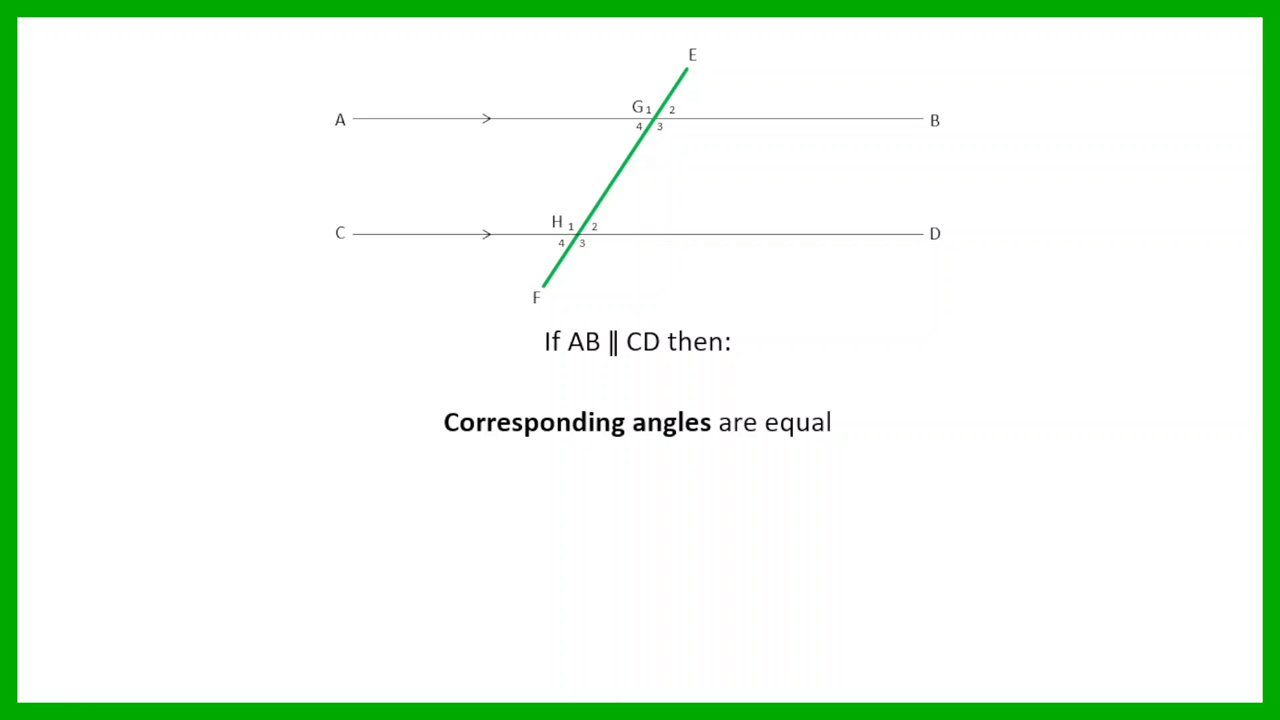 E
A G 1 2 B
4 3
C H 1 2 D
4 3
F
If AB ∥ CD then:
Corresponding angles are equal